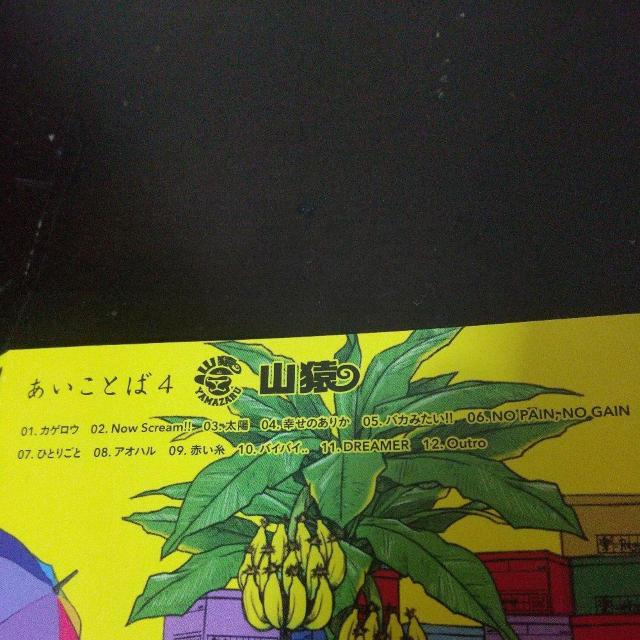 あいことば 4 山猿 YAMAZARU 山猿
01. カゲロウ 02. Now Scream!! 03. 太陽 04. 幸せのありか 05. バカみたい!! 06. NO PAIN, NO GAIN
07. ひとりごと 08. アオハル 09. 赤い糸 10. バイバイ.. 11. DREAMER 12. Outro